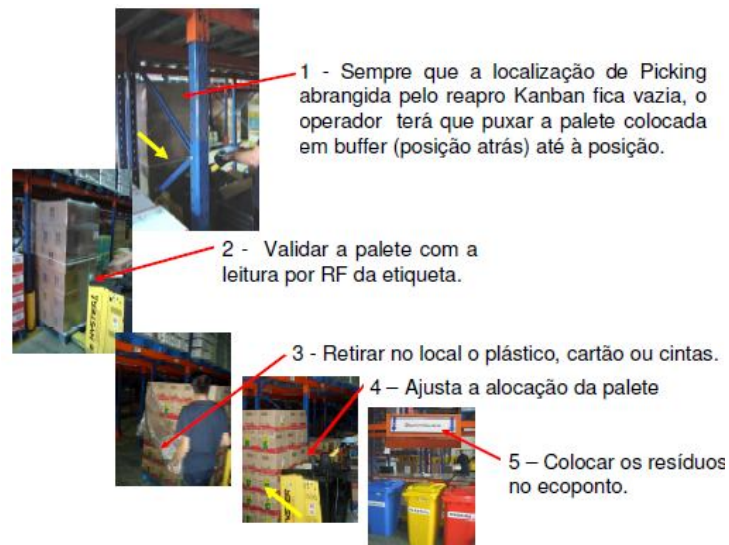 1 - Sempre que a localização de Picking
abrangida pelo reapro Kanban fica vazia, o
operador terá que puxar a palete colocada
em buffer (posição atrás) até à posição.
2 - Validar a palete com a
leitura por RF da etiqueta.
3 - Retirar no local o plástico, cartão ou cintas.
4 – Ajusta a alocação da palete
5 – Colocar os resíduos
no ecoponto.